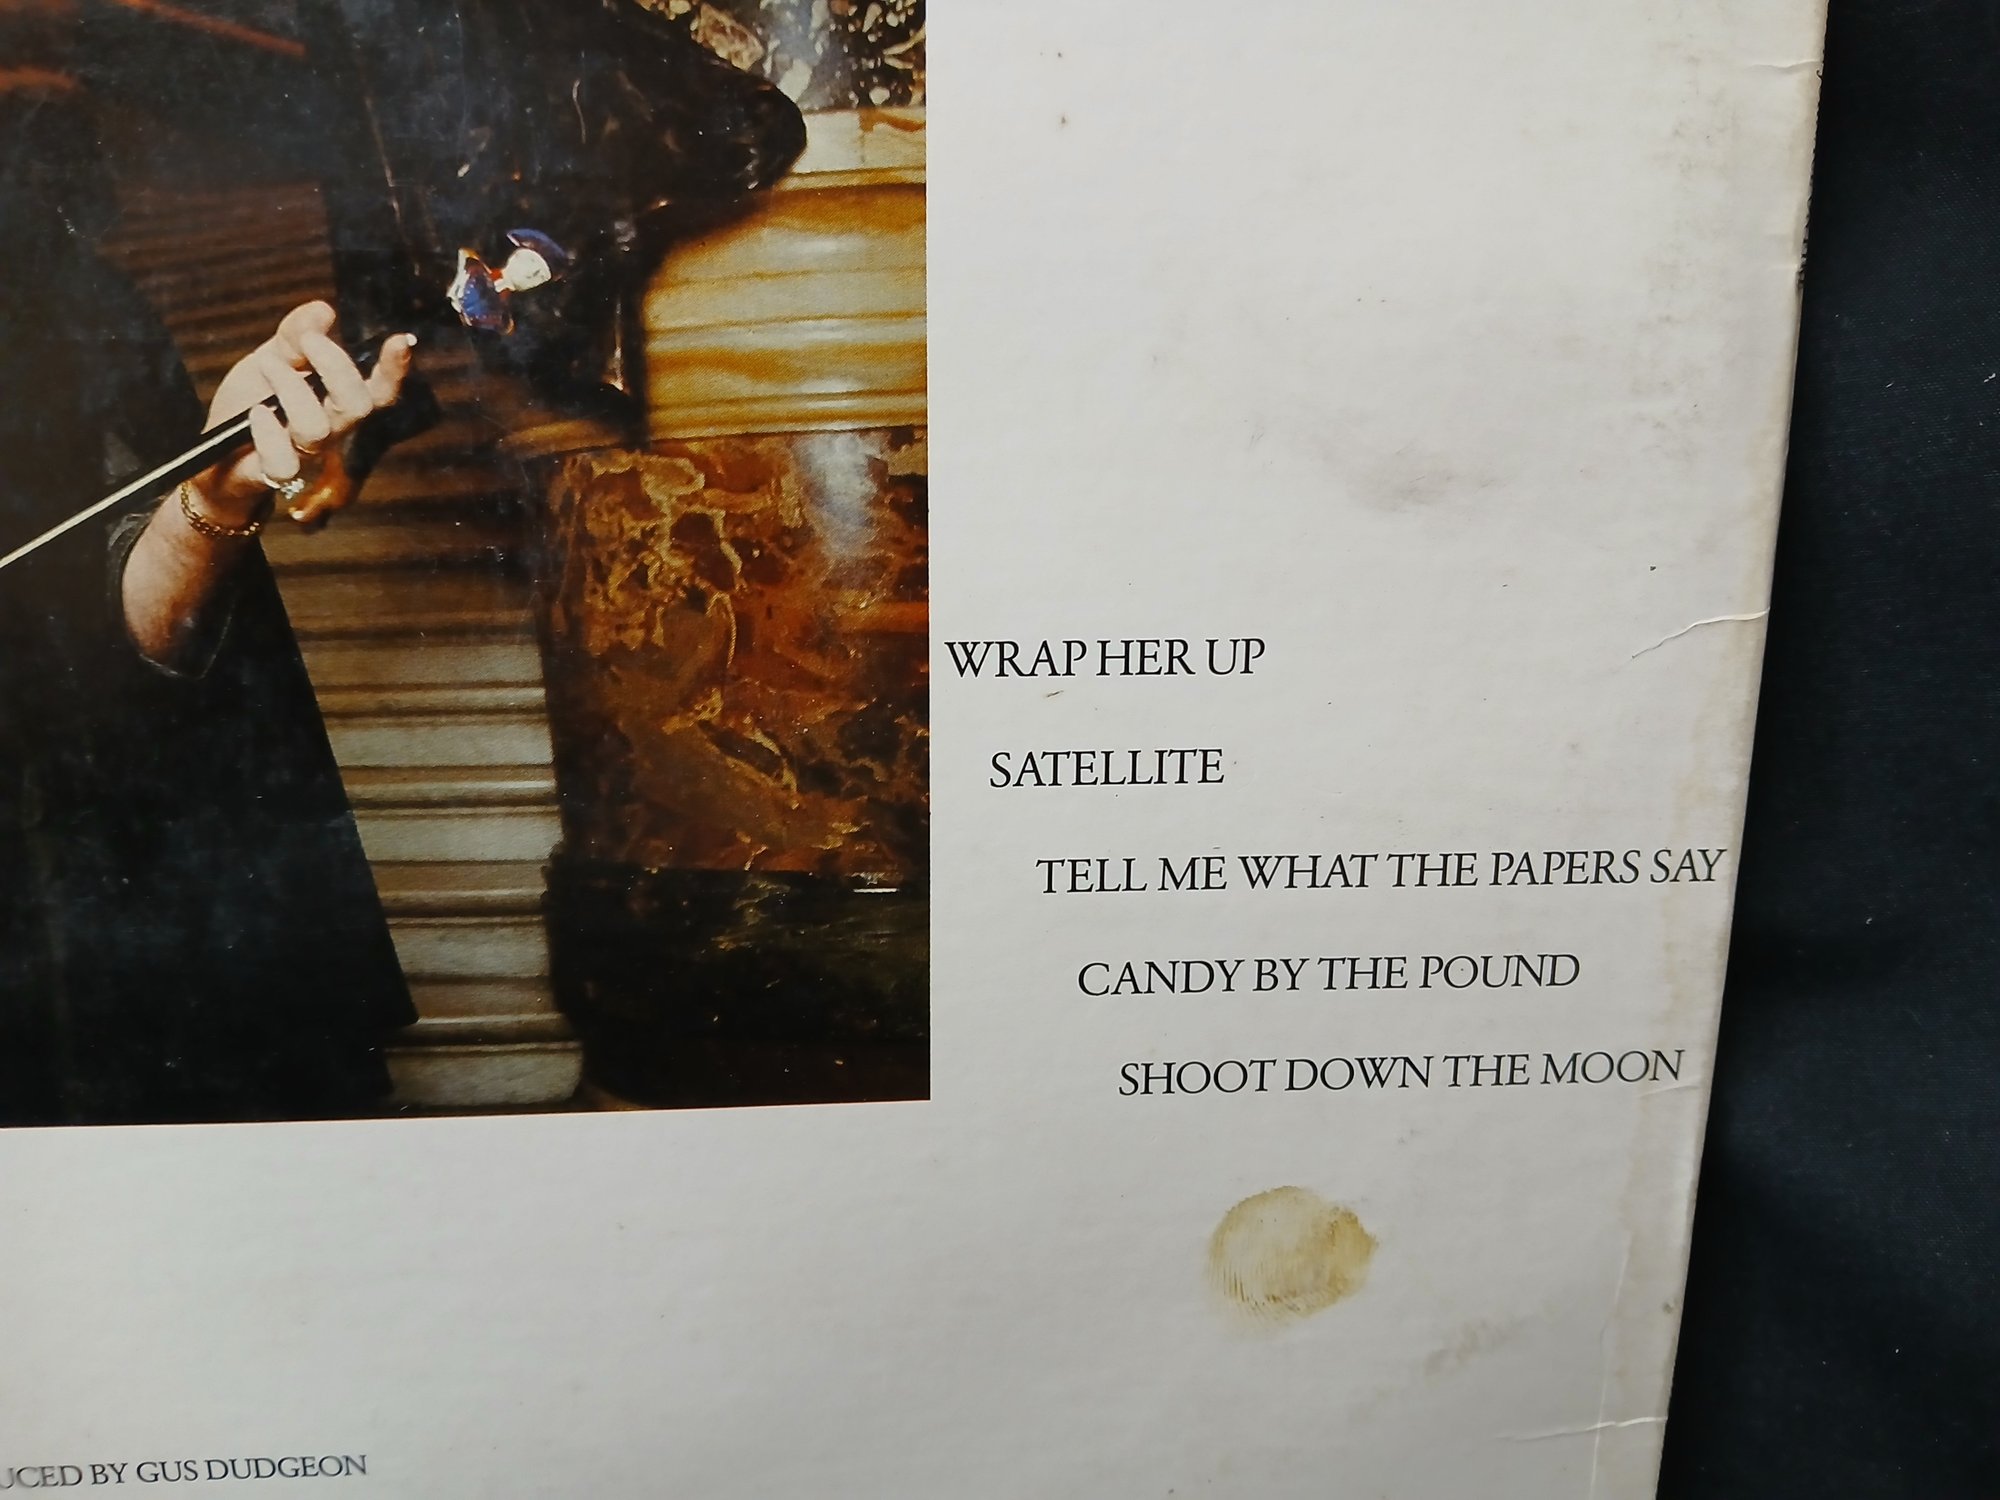 WRAP HER UP
SATELLITE
TELL ME WHAT THE PAPERS SAY
CANDY BY THE POUND
SHOOT DOWN THE MOON
UCED BY GUS DUDGEON